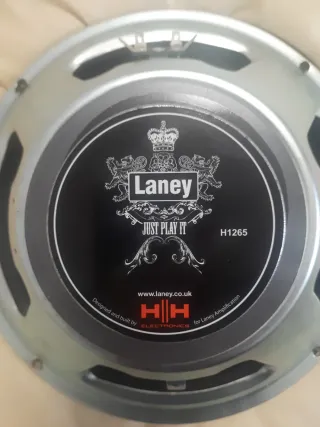 Laney
JUST PLAY IT
H1265
www.laney.co.uk
HH
ELECTRONICS
Designed and built by
for Laney Amplification